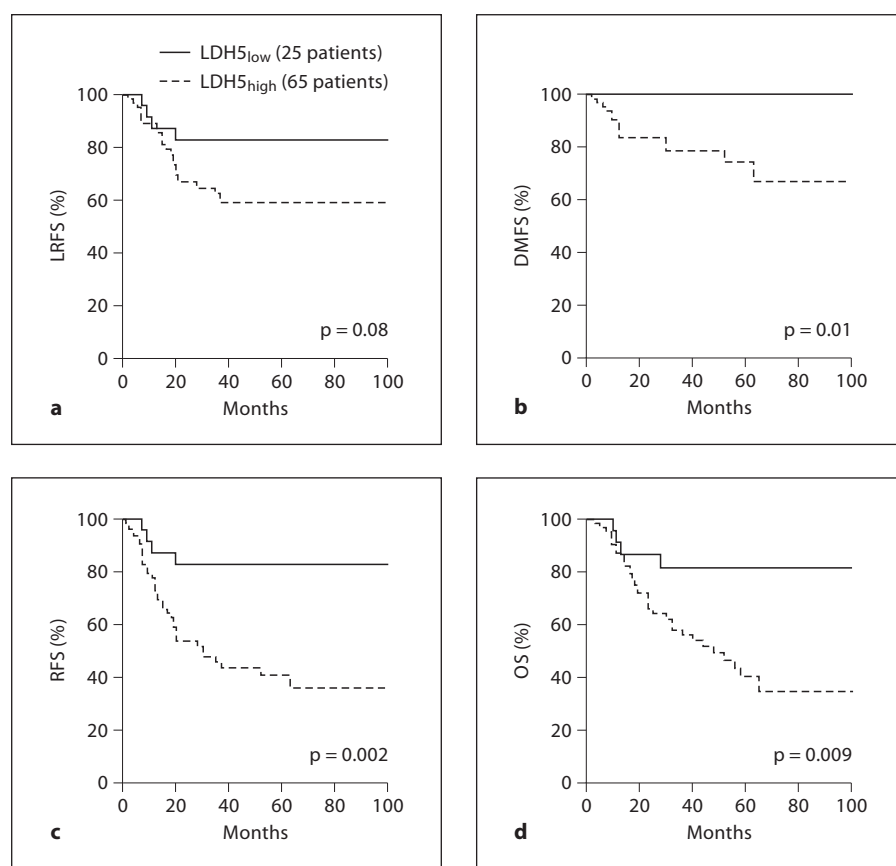 LDH5low (25 patients)
LDH5high (65 patients)
100
80
60
40
20
0
LRFS (%)
p = 0.08
0 20 40 60 80 100
Months
a
100
80
60
40
20
0
DMFS (%)
p = 0.01
0 20 40 60 80 100
Months
b
100
80
60
40
20
0
RFS (%)
p = 0.002
0 20 40 60 80 100
Months
c
100
80
60
40
20
0
OS (%)
p = 0.009
0 20 40 60 80 100
Months
d